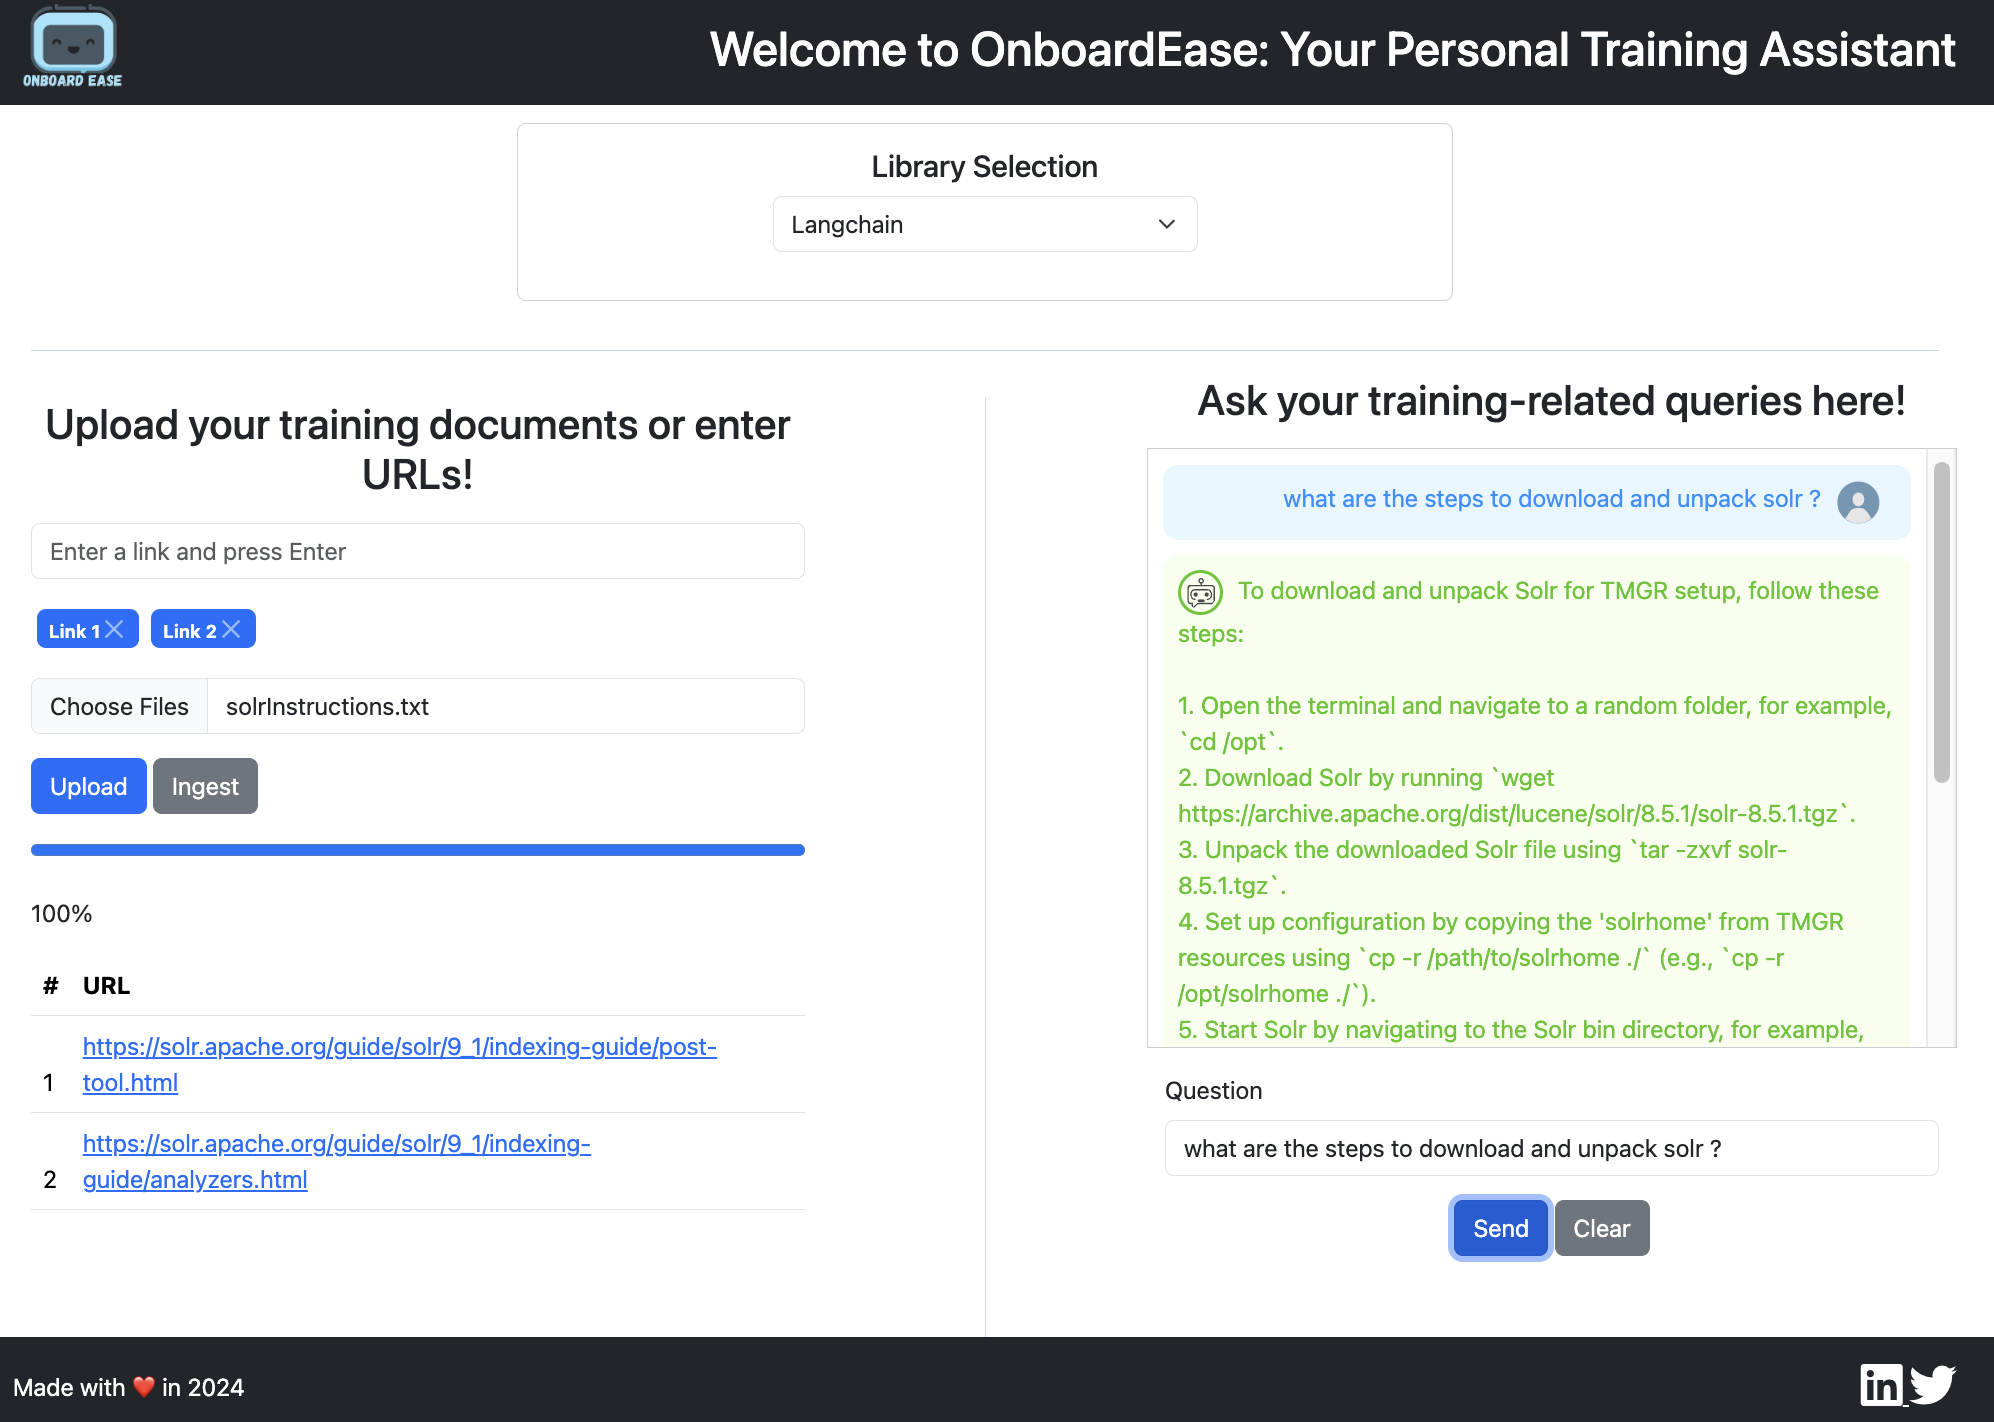 ONBOARD EASE
Welcome to OnboardEase: Your Personal Training Assistant
Library Selection
Langchain
Upload your training documents or enter
URLs!
Enter a link and press Enter
Link 1
Link 2
Choose Files
solrInstructions.txt
Upload
Ingest
100%
# URL
https://solr.apache.org/guide/solr/9_1/indexing-guide/post-
1 tool.html
https://solr.apache.org/guide/solr/9_1/indexing-
2 guide/analyzers.html
Ask your training-related queries here!
what are the steps to download and unpack solr ?
To download and unpack Solr for TMGR setup, follow these
steps:
1. Open the terminal and navigate to a random folder, for example,
`cd /opt`.
2. Download Solr by running `wget
https://archive.apache.org/dist/lucene/solr/8.5.1/solr-8.5.1.tgz`.
3. Unpack the downloaded Solr file using `tar -zxvf solr-
8.5.1.tgz`.
4. Set up configuration by copying the 'solrhome' from TMGR
resources using `cp -r /path/to/solrhome ./` (e.g., `cp -r
/opt/solrhome ./`).
5. Start Solr by navigating to the Solr bin directory, for example,
Question
what are the steps to download and unpack solr ?
Send
Clear
Made with ❤️ in 2024
in